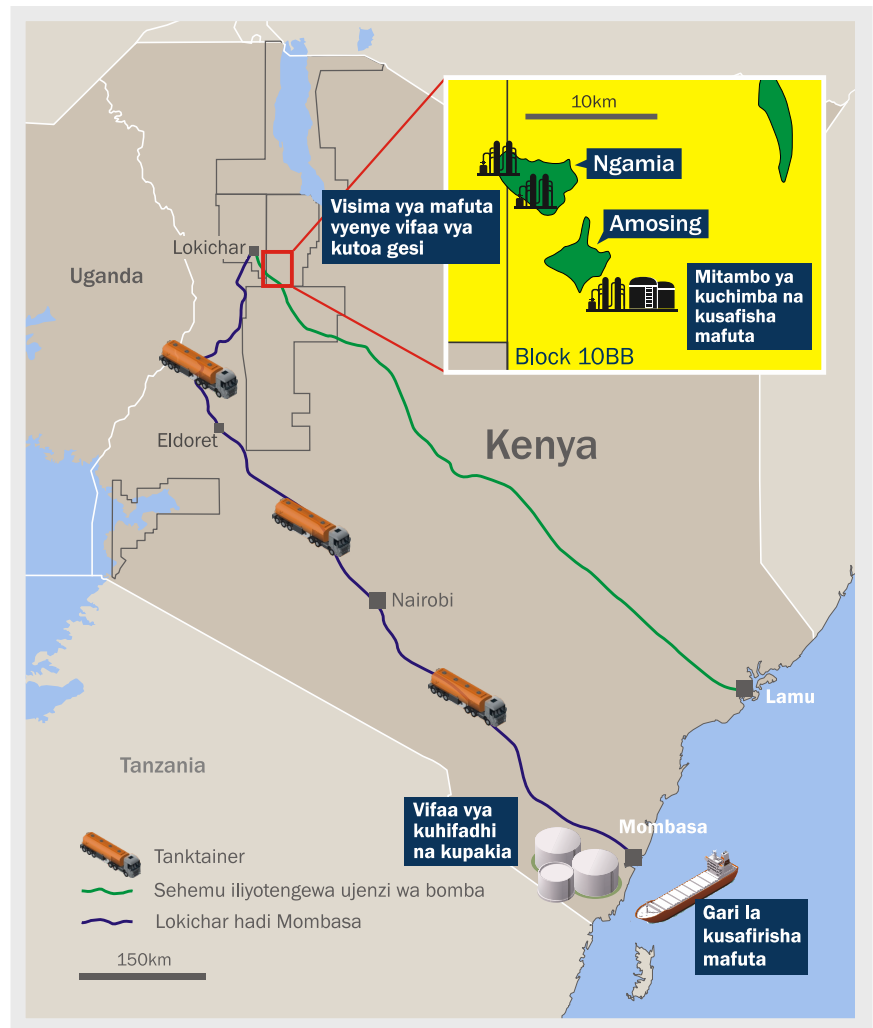 10km
Ngamia
Visima vya mafuta
vyenye vifaa vya
kutoa gesi
Amosing
Lokichar
Uganda
Mitambo ya
kuchimba na
kusafisha
mafuta
Block 10BB
Eldoret
Kenya
Nairobi
Lamu
Tanzania
Vifaa vya
kuhifadhi
na kupakia
Mombasa
Tanktainer
Sehemu iliyotengewa ujenzi wa bomba
Lokichar hadi Mombasa
150km
Gari la
kusafirisha
mafuta